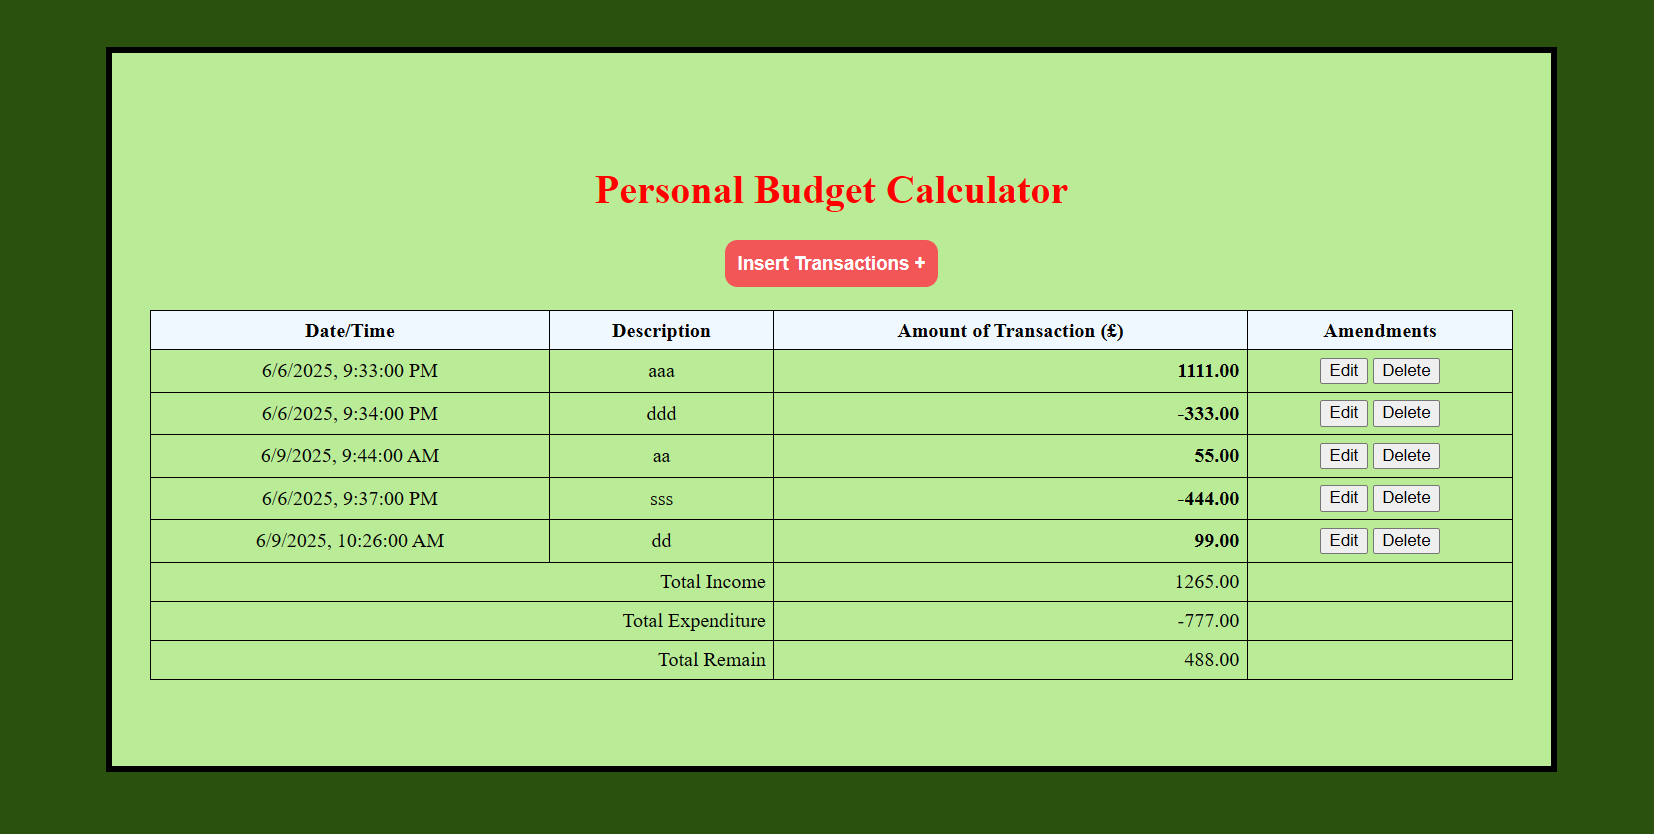 Personal Budget Calculator
Insert Transactions +
Date/Time Description Amount of Transaction (£) Amendments
6/6/2025, 9:33:00 PM aaa 1111.00 Edit Delete
6/6/2025, 9:34:00 PM ddd -333.00 Edit Delete
6/9/2025, 9:44:00 AM aa 55.00 Edit Delete
6/6/2025, 9:37:00 PM sss -444.00 Edit Delete
6/9/2025, 10:26:00 AM dd 99.00 Edit Delete
Total Income 1265.00
Total Expenditure -777.00
Total Remain 488.00